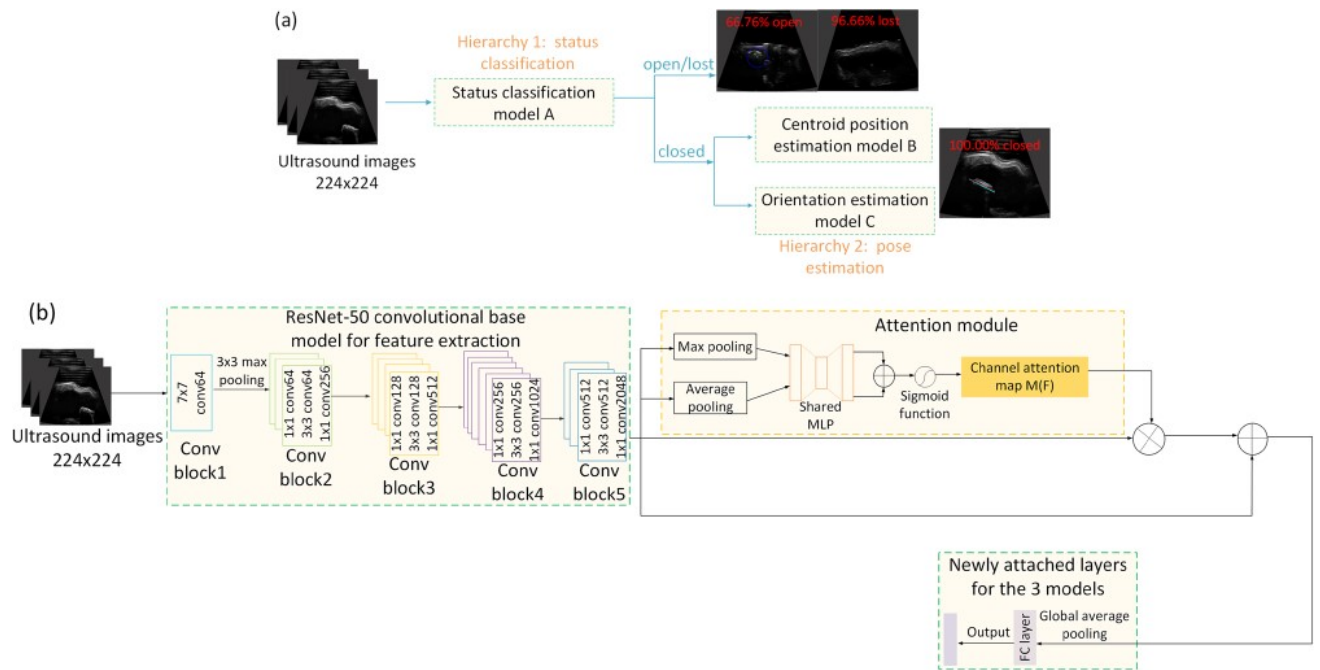 (a)
Hierarchy 1: status
classification
Status classification
model A
Ultrasound images
224x224
open/lost
66.76% open
96.66% lost
closed
Centroid position
estimation model B
100.00% closed
Orientation estimation
model C
Hierarchy 2: pose
estimation
(b)
ResNet-50 convolutional base
model for feature extraction
Ultrasound images
224x224
7x7
conv64
3x3 max
pooling
1x1 conv64
3x3 conv64
1x1 conv256
1x1 conv128
3x3 conv128
1x1 conv512
1x1 conv256
3x3 conv256
1x1 conv1024
1x1 conv512
3x3 conv512
1x1 conv2048
Conv
block1
Conv
block2
Conv
block3
Conv
block4
Conv
block5
Attention module
Max pooling
Average
pooling
Shared
MLP
Sigmoid
function
Channel attention
map M(F)
Newly attached layers
for the 3 models
Output
FC layer
Global average
pooling